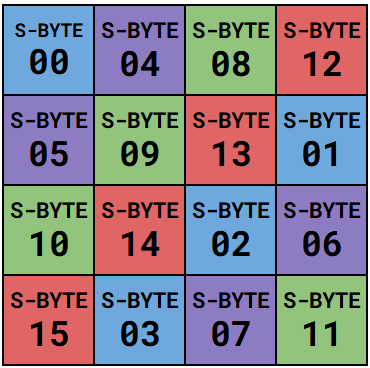 S-BYTE S-BYTE S-BYTE S-BYTE
00 04 08 12
S-BYTE S-BYTE S-BYTE S-BYTE
05 09 13 01
S-BYTE S-BYTE S-BYTE S-BYTE
10 14 02 06
S-BYTE S-BYTE S-BYTE S-BYTE
15 03 07 11